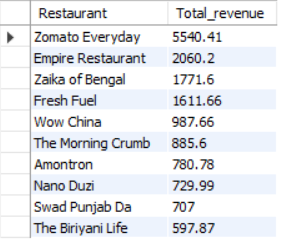 Restaurant Total_revenue
Zomato Everyday 5540.41
Empire Restaurant 2060.2
Zaika of Bengal 1771.6
Fresh Fuel 1611.66
Wow China 987.66
The Morning Crumb 885.6
Amontron 780.78
Nano Duzi 729.99
Swad Punjab Da 707
The Biriyani Life 597.87